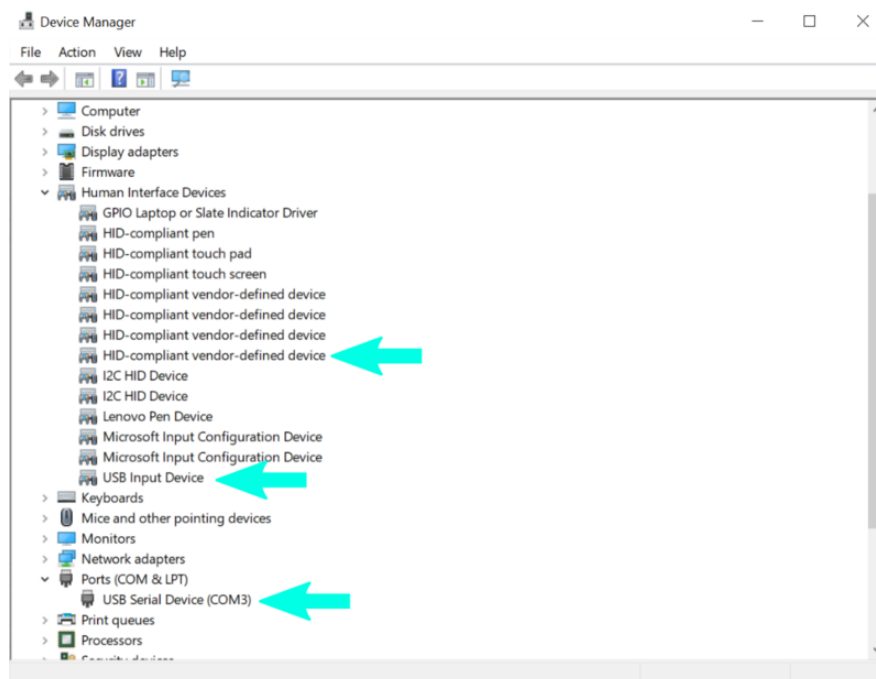 Device Manager
File Action View Help
Computer
Disk drives
Display adapters
Firmware
Human Interface Devices
GPIO Laptop or Slate Indicator Driver
HID-compliant pen
HID-compliant touch pad
HID-compliant touch screen
HID-compliant vendor-defined device
HID-compliant vendor-defined device
HID-compliant vendor-defined device
HID-compliant vendor-defined device
I2C HID Device
I2C HID Device
Lenovo Pen Device
Microsoft Input Configuration Device
Microsoft Input Configuration Device
USB Input Device
Keyboards
Mice and other pointing devices
Monitors
Network adapters
Ports (COM & LPT)
USB Serial Device (COM3)
Print queues
Processors
Security devices